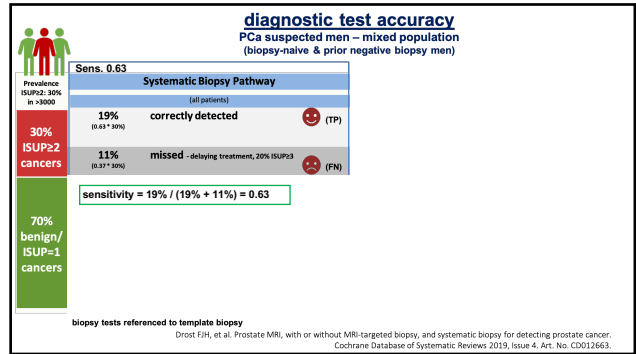 diagnostic test accuracy
PCa suspected men – mixed population
(biopsy-naive & prior negative biopsy men)
Sens. 0.63
Prevalence
ISUP≥2: 30%
in >3000
Systematic Biopsy Pathway
(all patients)
30%
ISUP≥2
cancers
19% correctly detected (TP)
(0.63 * 30%)
11% missed - delaying treatment, 20% ISUP≥3 (FN)
(0.37 * 30%)
sensitivity = 19% / (19% + 11%) = 0.63
70%
benign/
ISUP=1
cancers
biopsy tests referenced to template biopsy
Drost FJH, et al. Prostate MRI, with or without MRI-targeted biopsy, and systematic biopsy for detecting prostate cancer.
Cochrane Database of Systematic Reviews 2019, Issue 4. Art. No. CD012663.